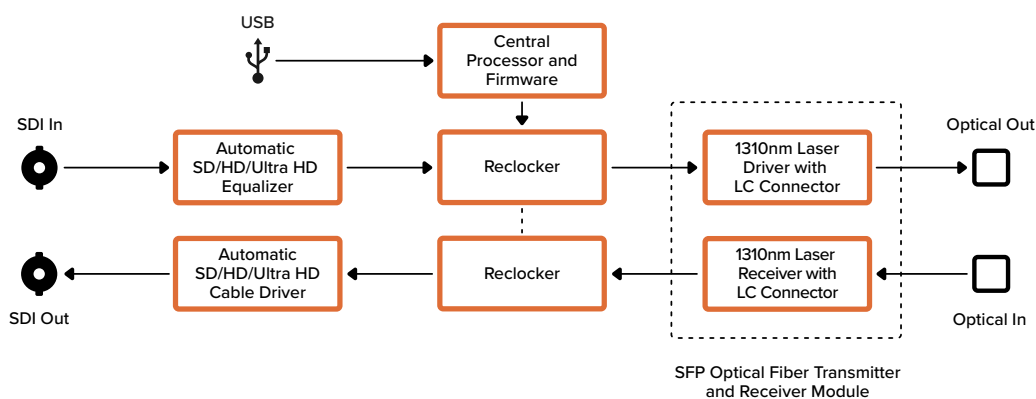 USB
Central
Processor and
Firmware
SDI In
Automatic
SD/HD/Ultra HD
Equalizer
Reclocker
1310nm Laser
Driver with
LC Connector
Optical Out
Automatic
SD/HD/Ultra HD
Cable Driver
Reclocker
1310nm Laser
Receiver with
LC Connector
SDI Out
Optical In
SFP Optical Fiber Transmitter
and Receiver Module